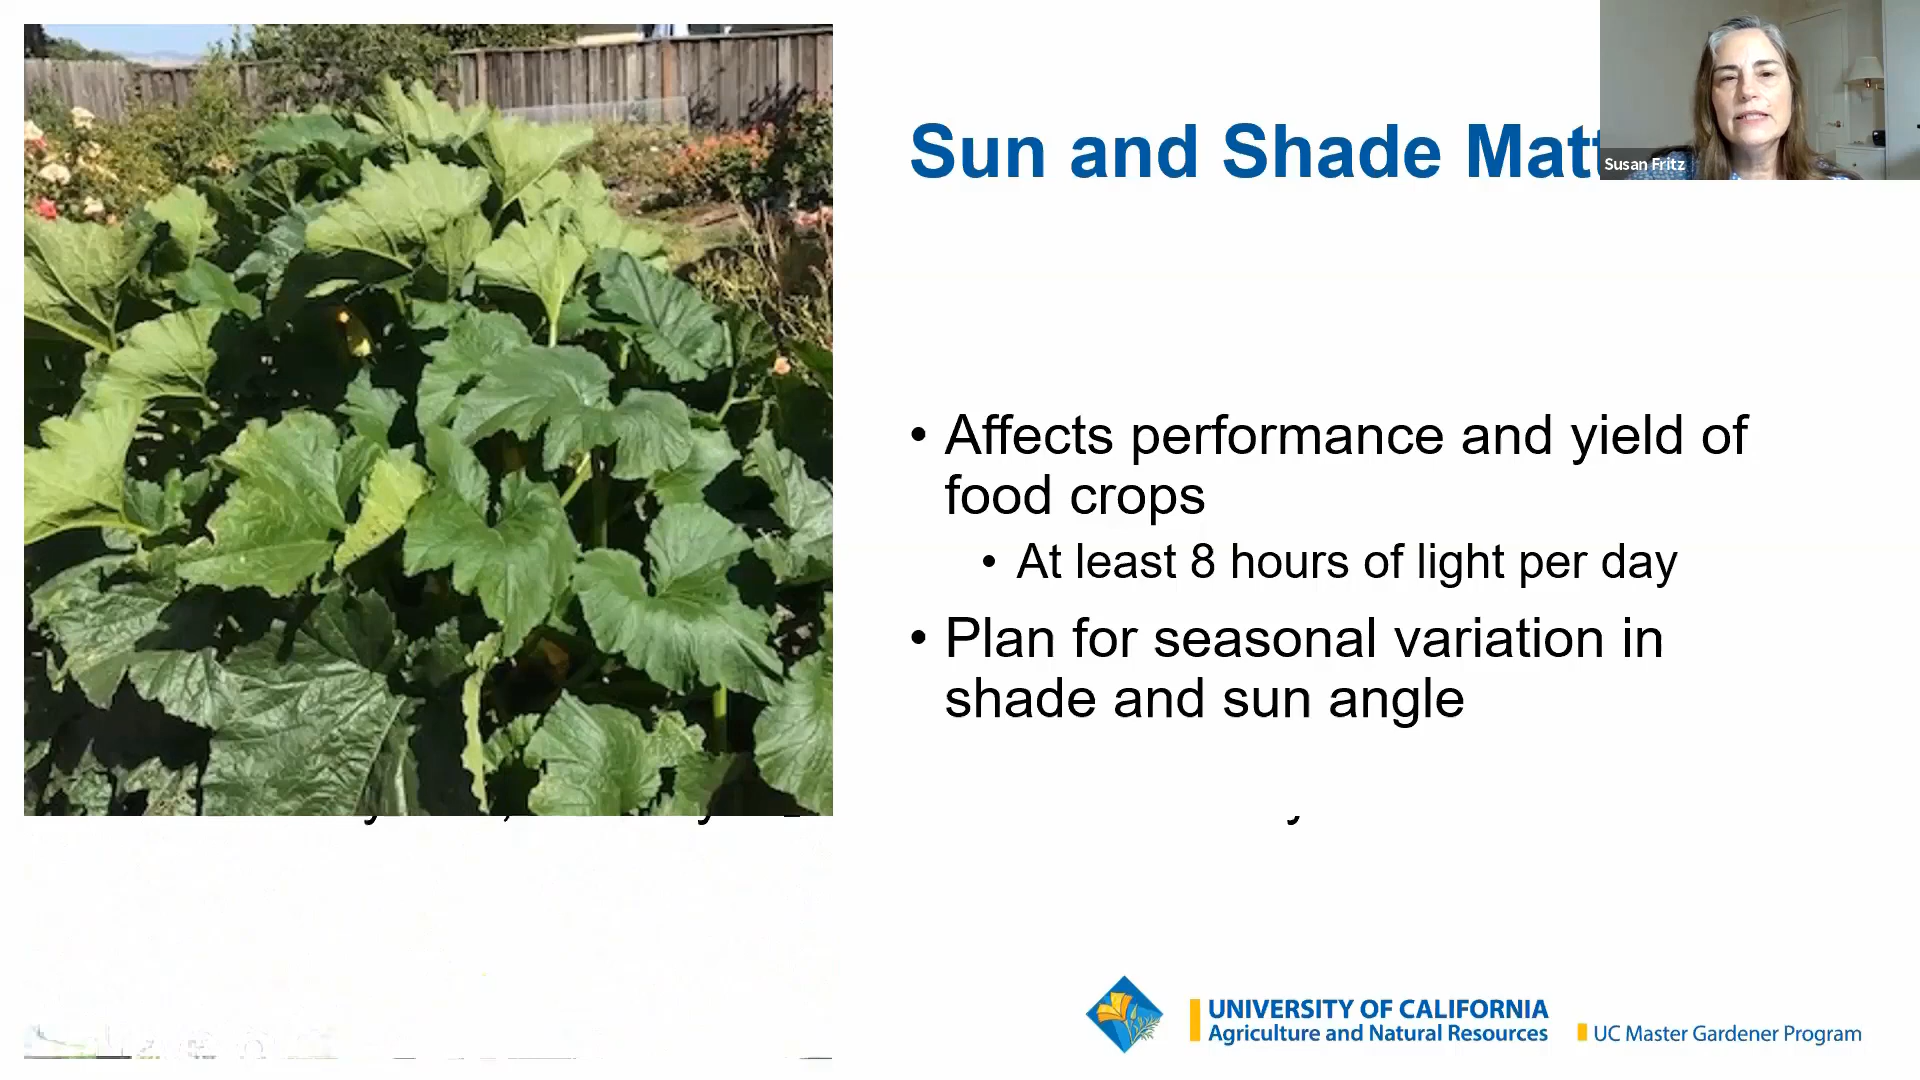 Sun and Shade Matt
Susan Fritz
• Affects performance and yield of
food crops
• At least 8 hours of light per day
• Plan for seasonal variation in
shade and sun angle
UNIVERSITY OF CALIFORNIA
Agriculture and Natural Resources
UC Master Gardener Program